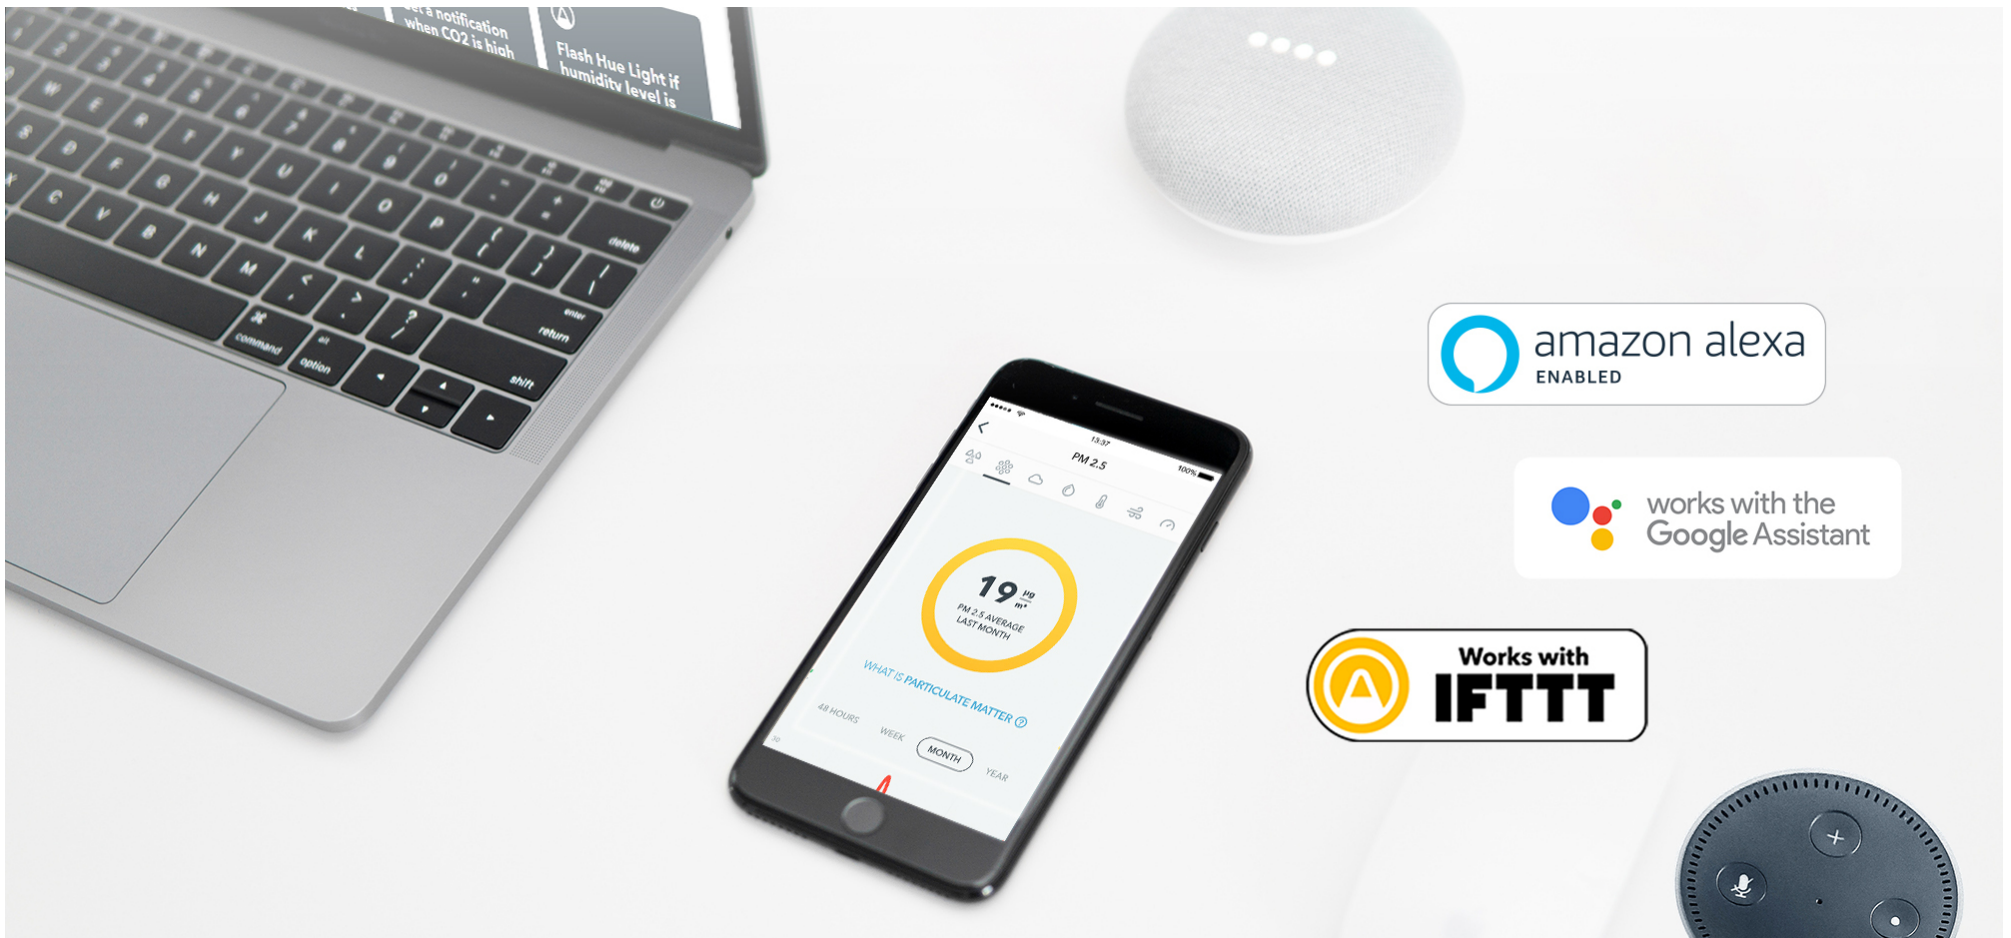 a notification
when CO2 is high
Flash Hue Light if
humidity level is
W E R T Y U I O P
S D F G H J K L
X C V B N M
delete
enter
return
shift
command
alt
option
13:37
100%
PM 2.5
19 µg
m³
PM 2.5 AVERAGE
LAST MONTH
WHAT IS PARTICULATE MATTER ?
48 HOURS WEEK MONTH YEAR
amazon alexa
ENABLED
works with the
Google Assistant
Works with
IFTTT